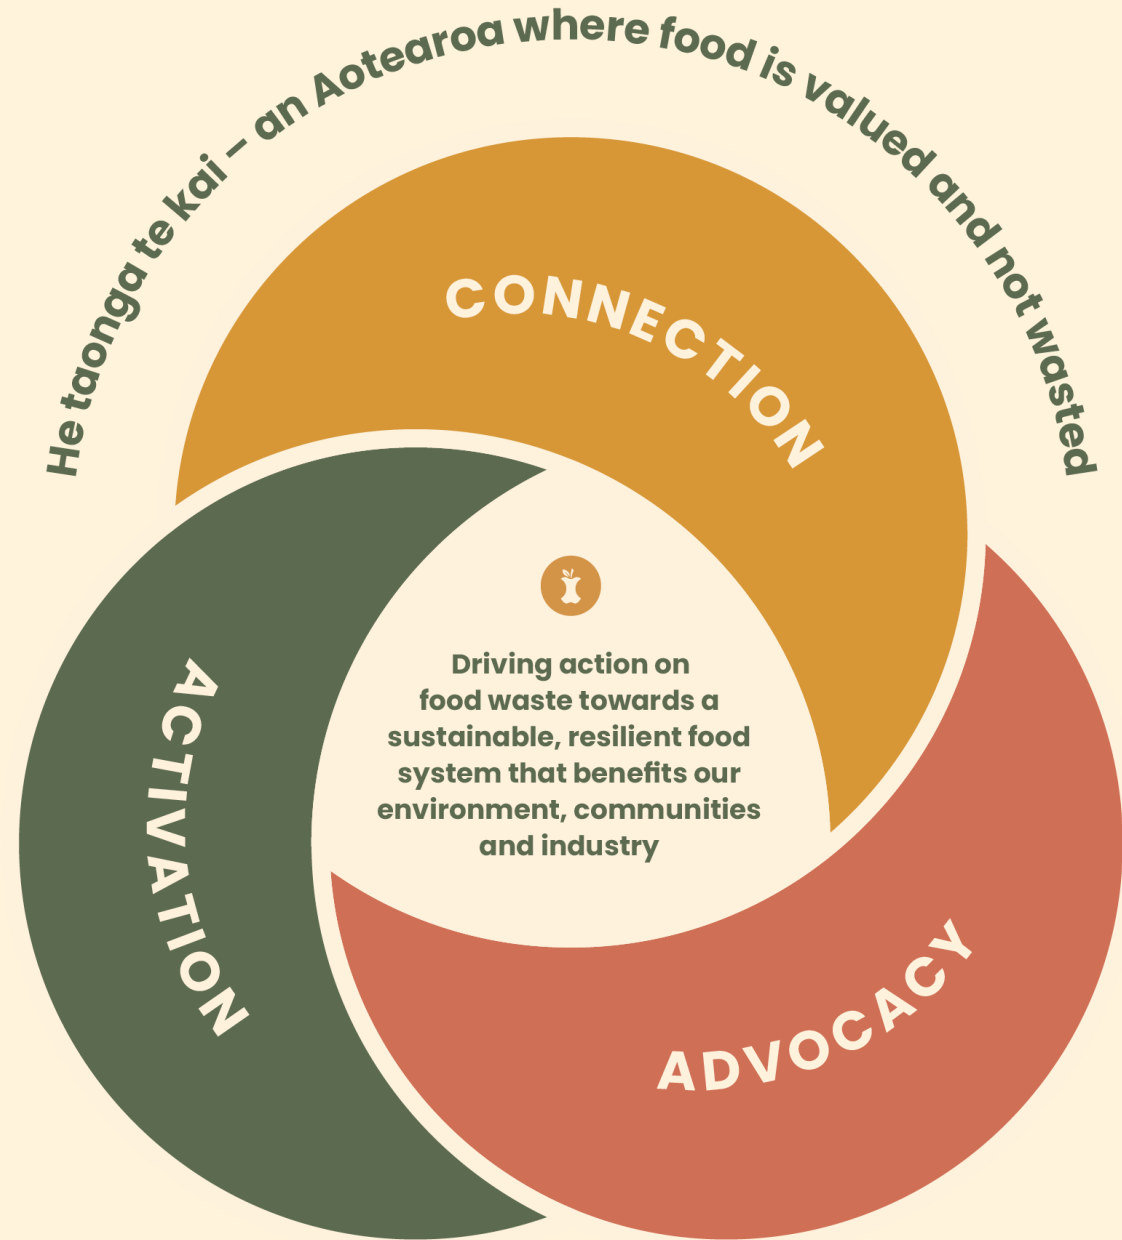 He taonga te kai – an Aotearoa where food is valued and not wasted
CONNECTION
Driving action on
food waste towards a
sustainable, resilient food
system that benefits our
environment, communities
and industry
ACTIVATION
ADVOCACY